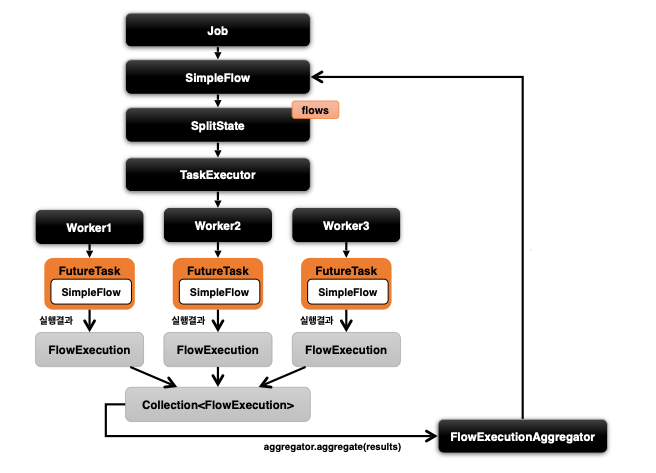 Job
SimpleFlow
flows
SplitState
TaskExecutor
Worker1
Worker2
Worker3
FutureTask
SimpleFlow
FutureTask
SimpleFlow
FutureTask
SimpleFlow
실행결과
실행결과
실행결과
FlowExecution
FlowExecution
FlowExecution
Collection<FlowExecution>
FlowExecutionAggregator
aggregator.aggregate(results)